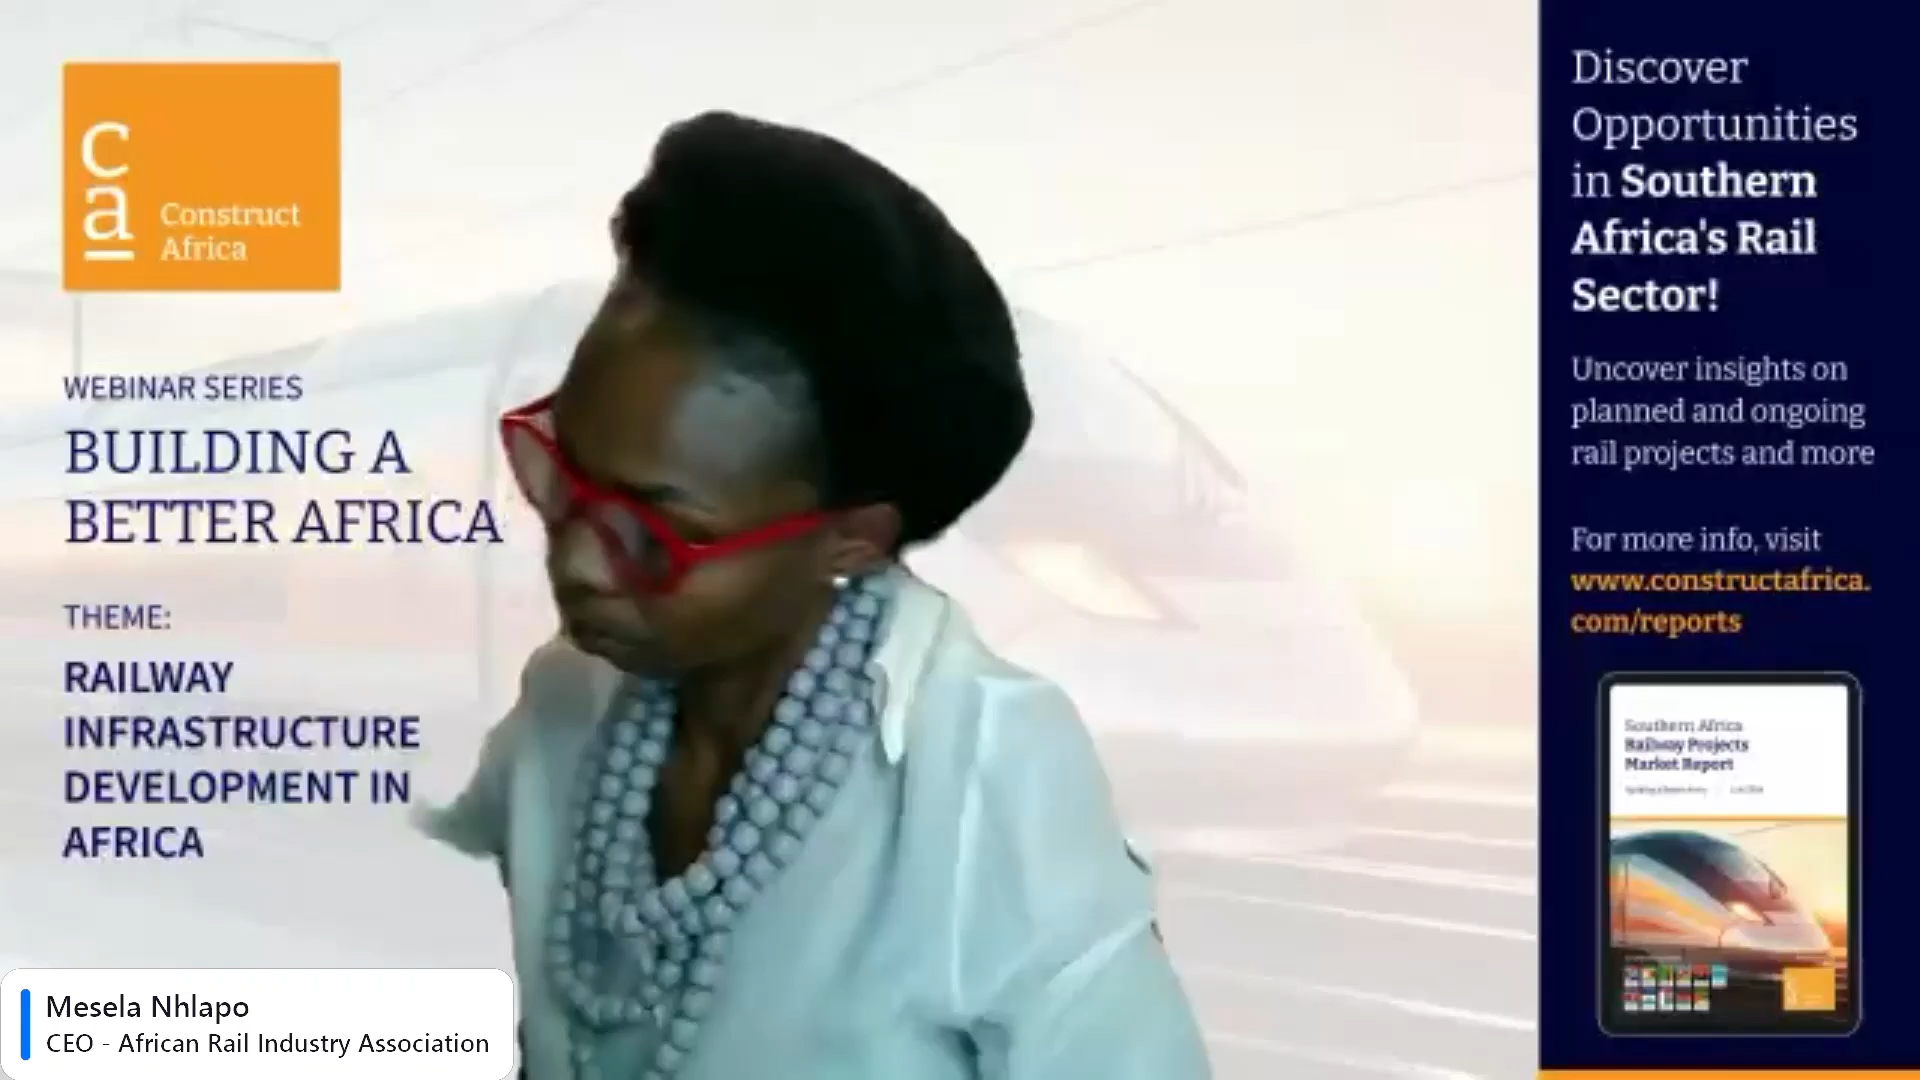 ca
Construct
Africa
WEBINAR SERIES
BUILDING A
BETTER AFRICA
THEME:
RAILWAY
INFRASTRUCTURE
DEVELOPMENT IN
AFRICA
Mesela Nhlapo
CEO - African Rail Industry Association
Discover
Opportunities
in Southern
Africa's Rail
Sector!
Uncover insights on
planned and ongoing
rail projects and more
For more info, visit
www.constructafrica.
com/reports
Southern Africa
Railway Projects
Market Report